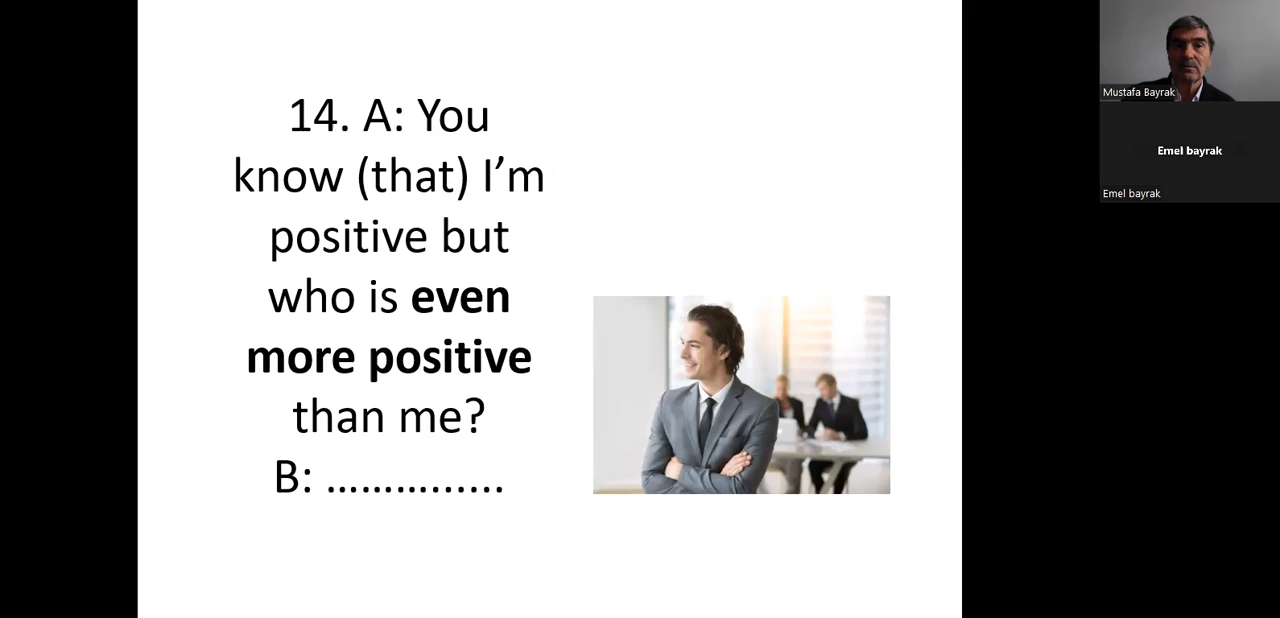 14. A: You
know (that) I’m
positive but
who is even
more positive
than me?
B: ……….......
Mustafa Bayrak
Emel bayrak
Emel bayrak